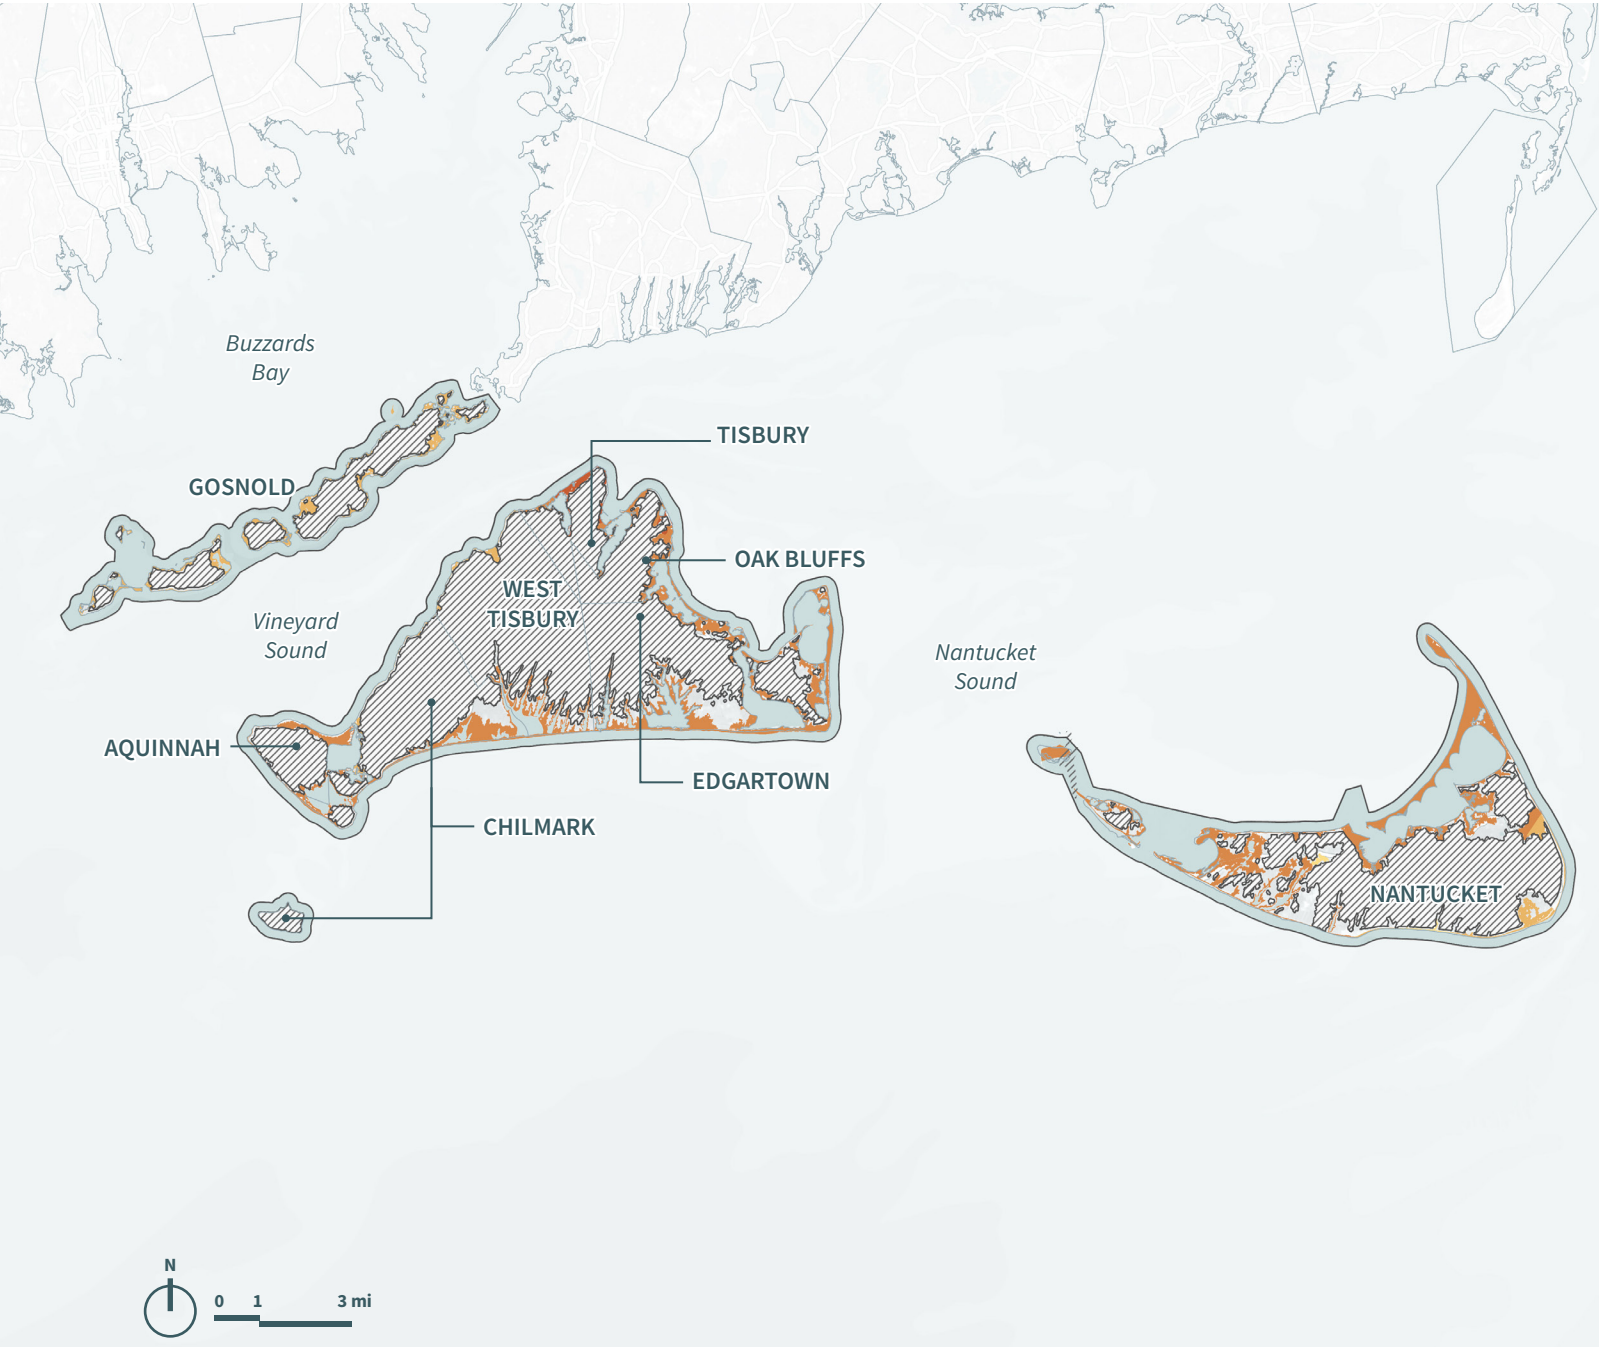 Buzzards
Bay
TISBURY
GOSNOLD
OAK BLUFFS
WEST
TISBURY
Vineyard
Sound
Nantucket
Sound
AQUINNAH
EDGARTOWN
CHILMARK
NANTUCKET
N
0 1 3 mi